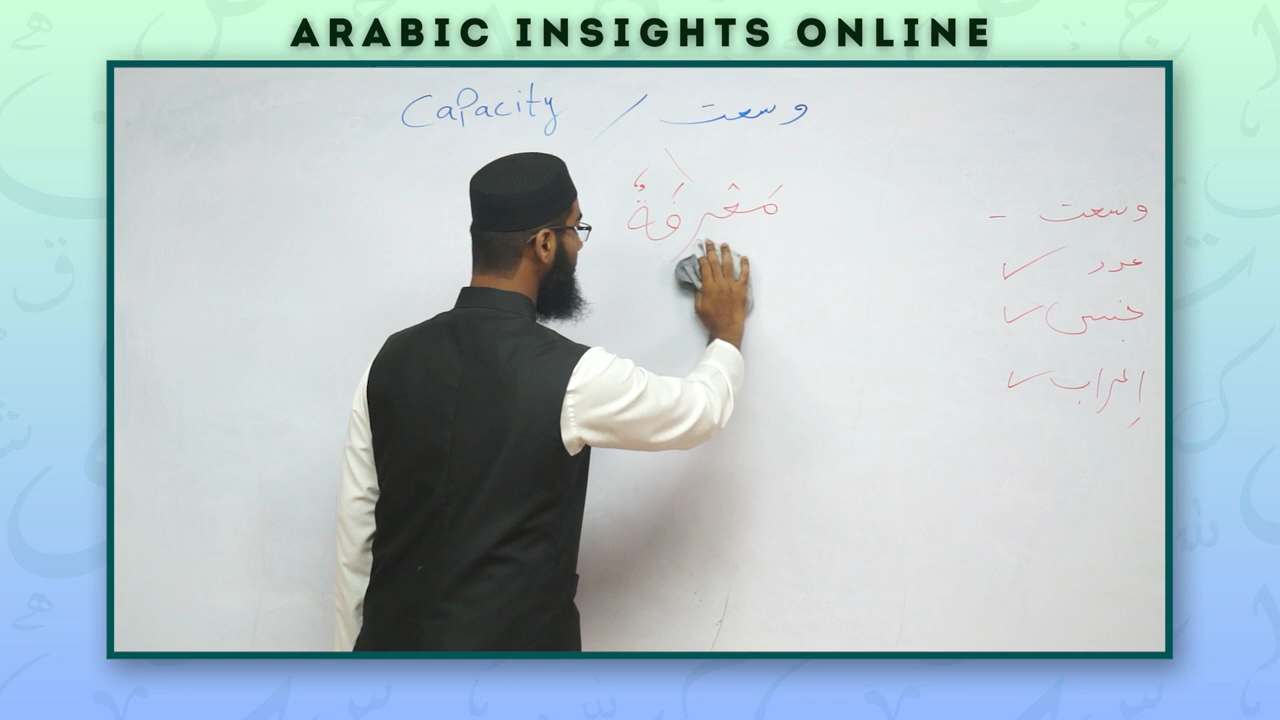 ARABIC INSIGHTS ONLINE
Capacity / وسعت
مَعْرِفَةٌ
وسعت -
عدد ✓
جنس ✓
إعراب ✓